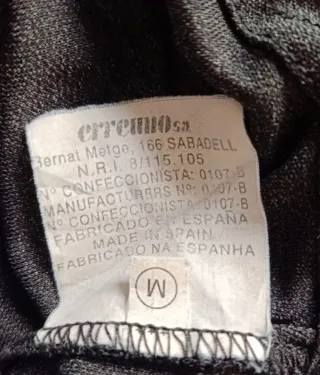 erreuno sa
Bernat Metge, 166 SABADELL
N.R.I. 8/115.105
Nº CONFECCIONISTA: 0107-B
MANUFACTURERS Nº: 0107-B
Nº CONFECCIONISTA: 0107-B
FABRICADO EN ESPAÑA
MADE IN SPAIN
FABRICADO NA ESPANHA
M